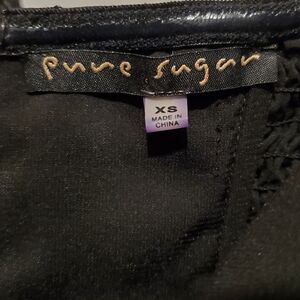 pure sugar
XS
MADE IN
CHINA